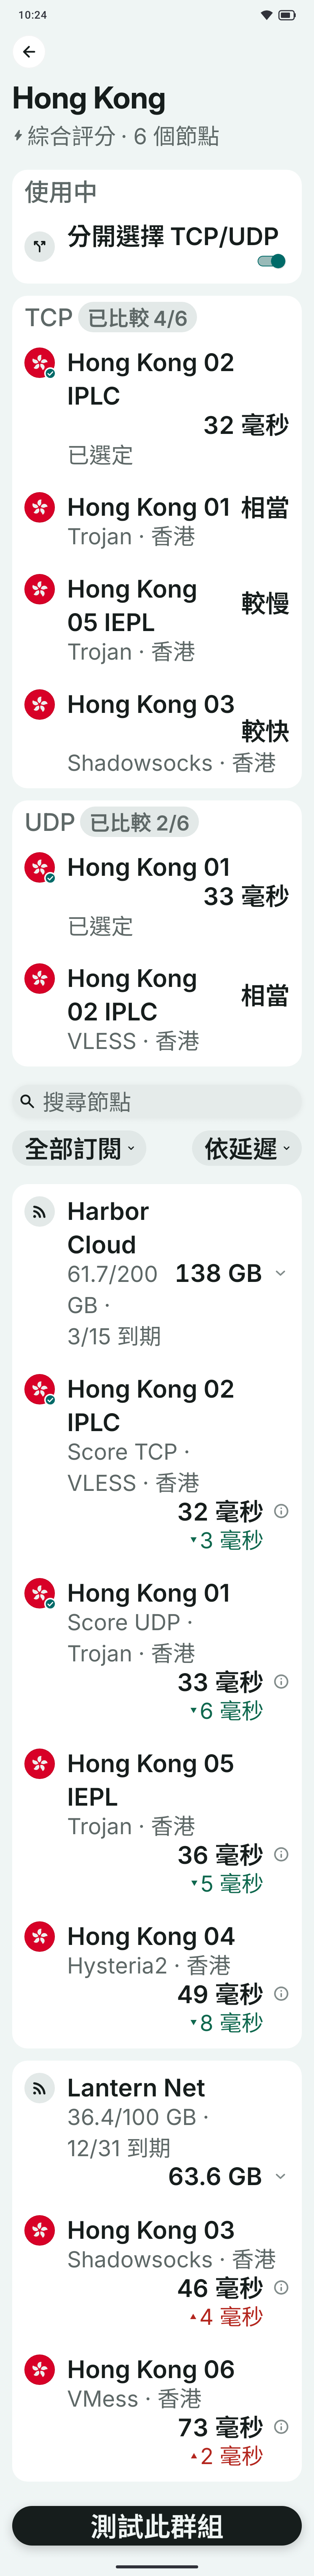 10:24
Hong Kong
綜合評分 · 6 個節點
使用中
分開選擇 TCP/UDP
TCP 已比較 4/6
Hong Kong 02
IPLC
32 毫秒
已選定
Hong Kong 01 相當
Trojan · 香港
Hong Kong
05 IEPL
較慢
Trojan · 香港
Hong Kong 03
較快
Shadowsocks · 香港
UDP 已比較 2/6
Hong Kong 01
33 毫秒
已選定
Hong Kong
02 IPLC
相當
VLESS · 香港
搜尋節點
全部訂閱 依延遲
Harbor
Cloud
61.7/200
GB ·
3/15 到期
138 GB
Hong Kong 02
IPLC
Score TCP ·
VLESS · 香港
32 毫秒
▾3 毫秒
Hong Kong 01
Score UDP ·
Trojan · 香港
33 毫秒
▾6 毫秒
Hong Kong 05
IEPL
Trojan · 香港
36 毫秒
▾5 毫秒
Hong Kong 04
Hysteria2 · 香港
49 毫秒
▾8 毫秒
Lantern Net
36.4/100 GB ·
12/31 到期
63.6 GB
Hong Kong 03
Shadowsocks · 香港
46 毫秒
▴4 毫秒
Hong Kong 06
VMess · 香港
73 毫秒
▴2 毫秒
測試此群組